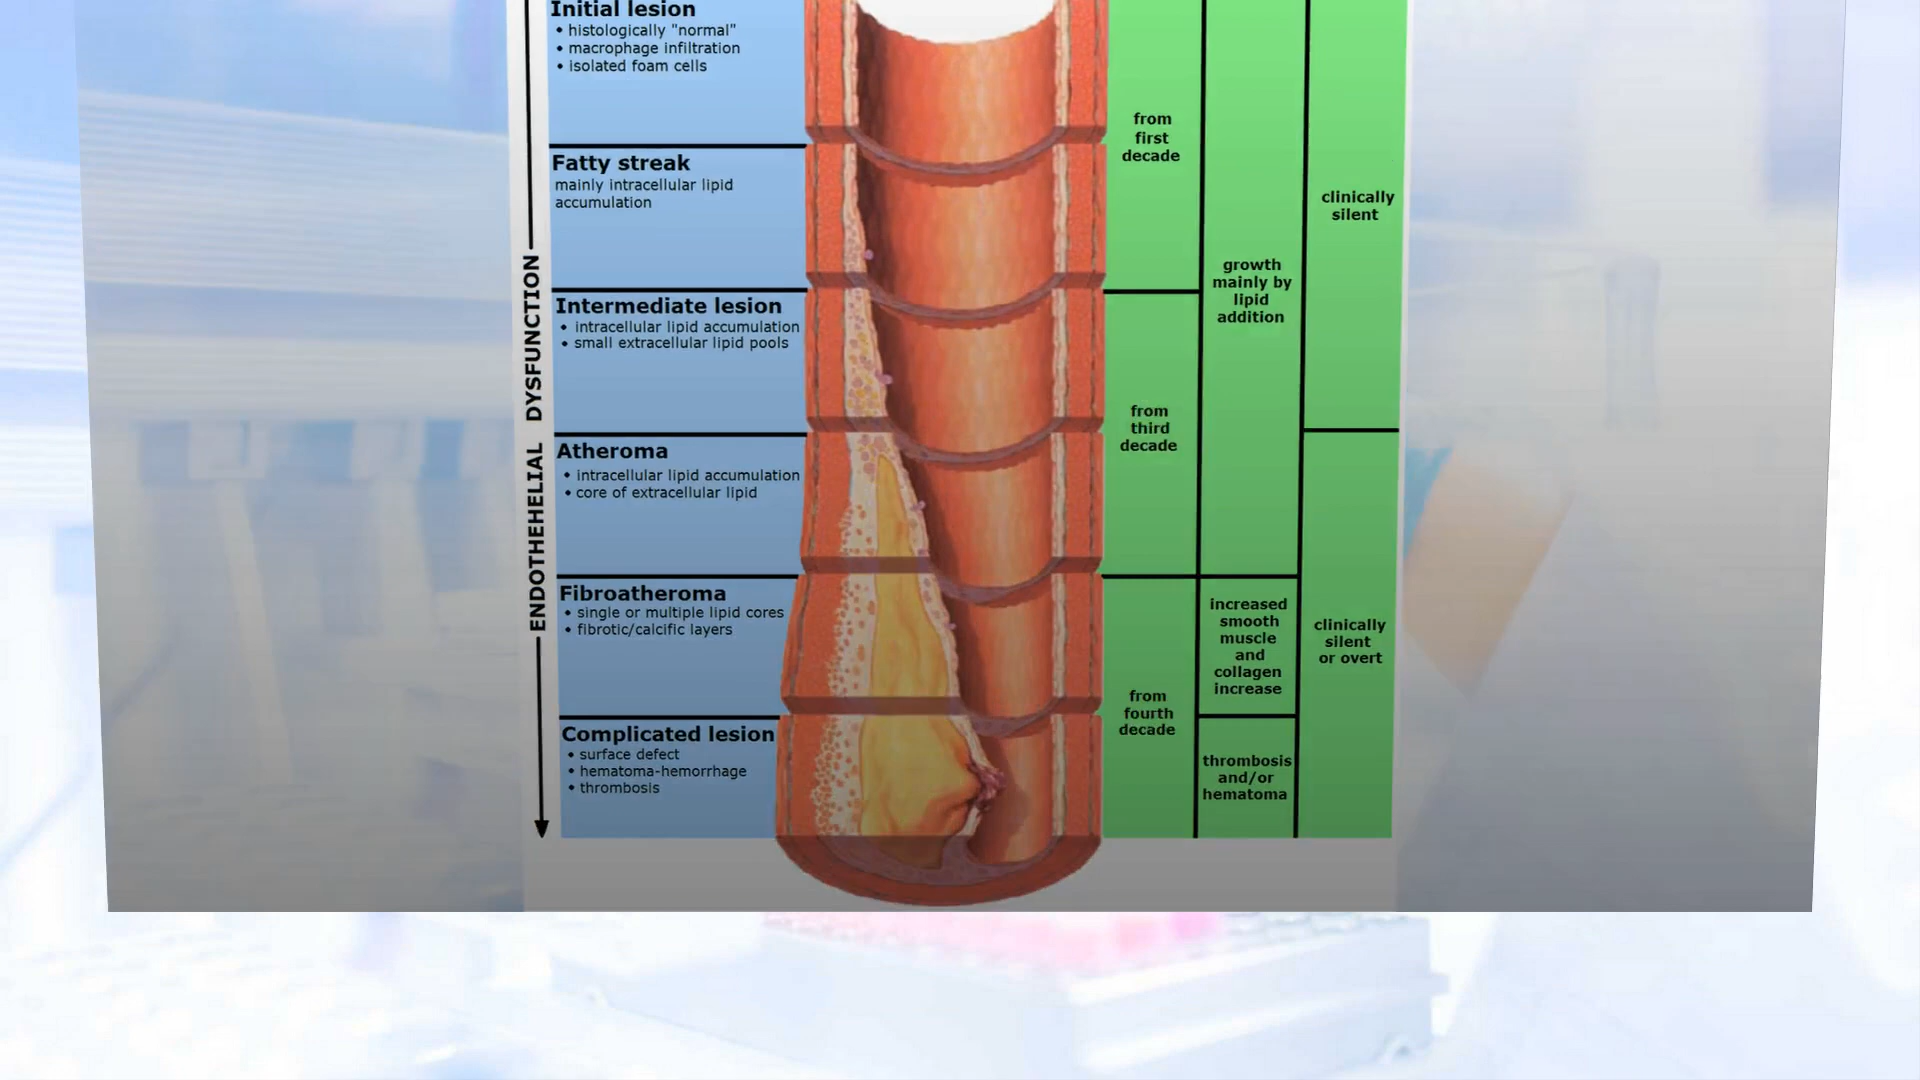 Initial lesion
• histologically "normal"
• macrophage infiltration
• isolated foam cells
Fatty streak
mainly intracellular lipid
accumulation
Intermediate lesion
• intracellular lipid accumulation
• small extracellular lipid pools
Atheroma
• intracellular lipid accumulation
• core of extracellular lipid
Fibroatheroma
• single or multiple lipid cores
• fibrotic/calcific layers
Complicated lesion
• surface defect
• hematoma-hemorrhage
• thrombosis
ENDOTHEHELIAL DYSFUNCTION
from
first
decade
from
third
decade
from
fourth
decade
growth
mainly by
lipid
addition
increased
smooth
muscle
and
collagen
increase
thrombosis
and/or
hematoma
clinically
silent
clinically
silent
or overt